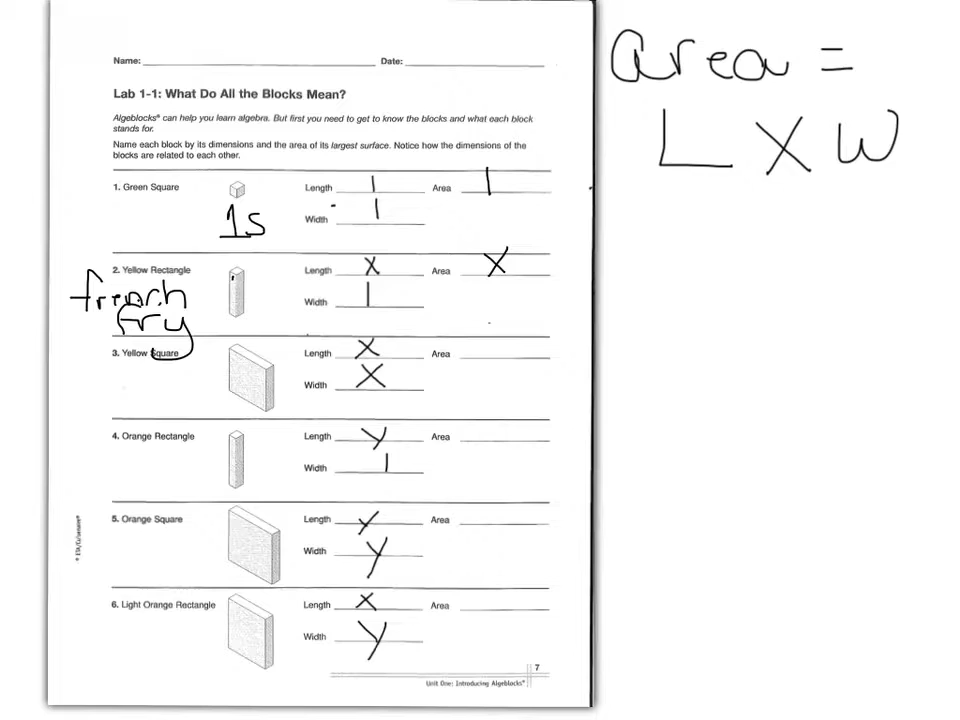 area =
L X W
Name: Date:
Lab 1-1: What Do All the Blocks Mean?
Algeblocks® can help you learn algebra. But first you need to get to know the blocks and what each block
stands for.
Name each block by its dimensions and the area of its largest surface. Notice how the dimensions of the
blocks are related to each other.
1. Green Square Length 1 Area 1
1s Width 1
2. Yellow Rectangle Length x Area x
french Width 1
fry
3. Yellow Square Length x Area
Width x
4. Orange Rectangle Length y Area
Width 1
5. Orange Square Length y Area
Width y
6. Light Orange Rectangle Length x Area
Width y
7
Unit One: Introducing Algeblocks®